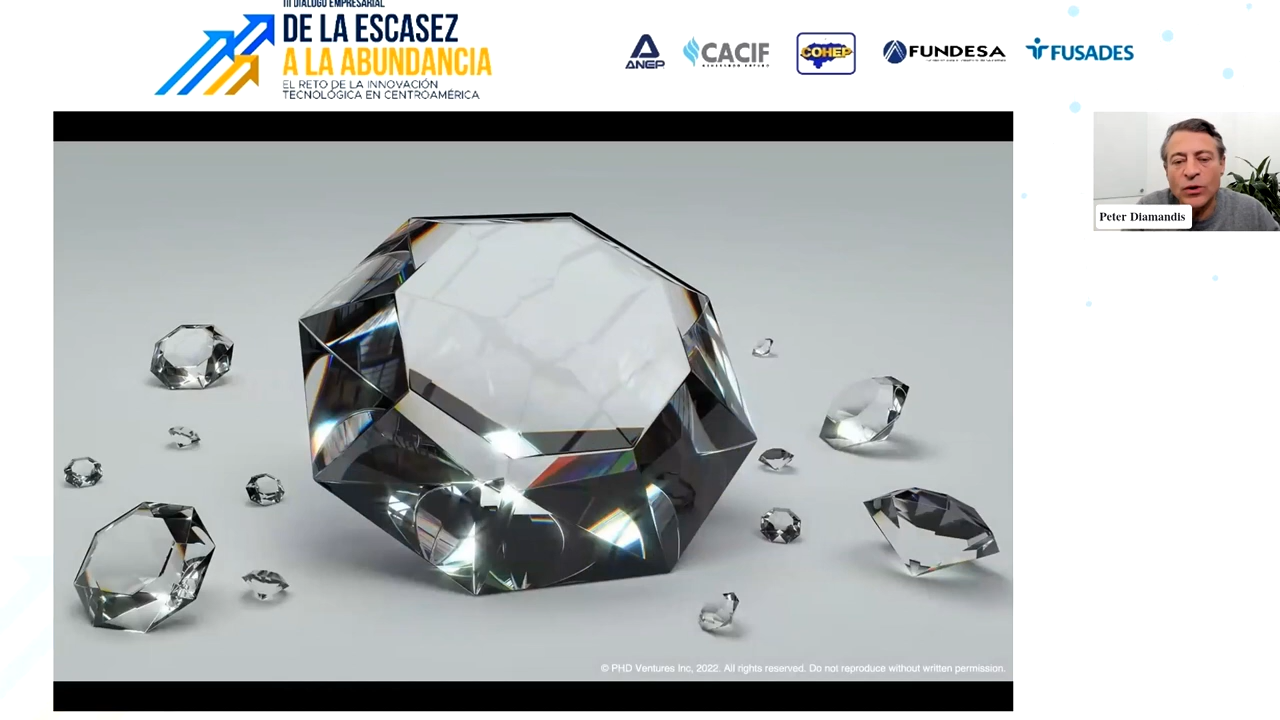 III DIÁLOGO EMPRESARIAL
DE LA ESCASEZ
A LA ABUNDANCIA
EL RETO DE LA INNOVACIÓN
TECNOLÓGICA EN CENTROAMÉRICA
ANEP
CACIF
COHEP
FUNDESA
FUSADES
Peter Diamandis
© PHD Ventures Inc, 2022. All rights reserved. Do not reproduce without written permission.